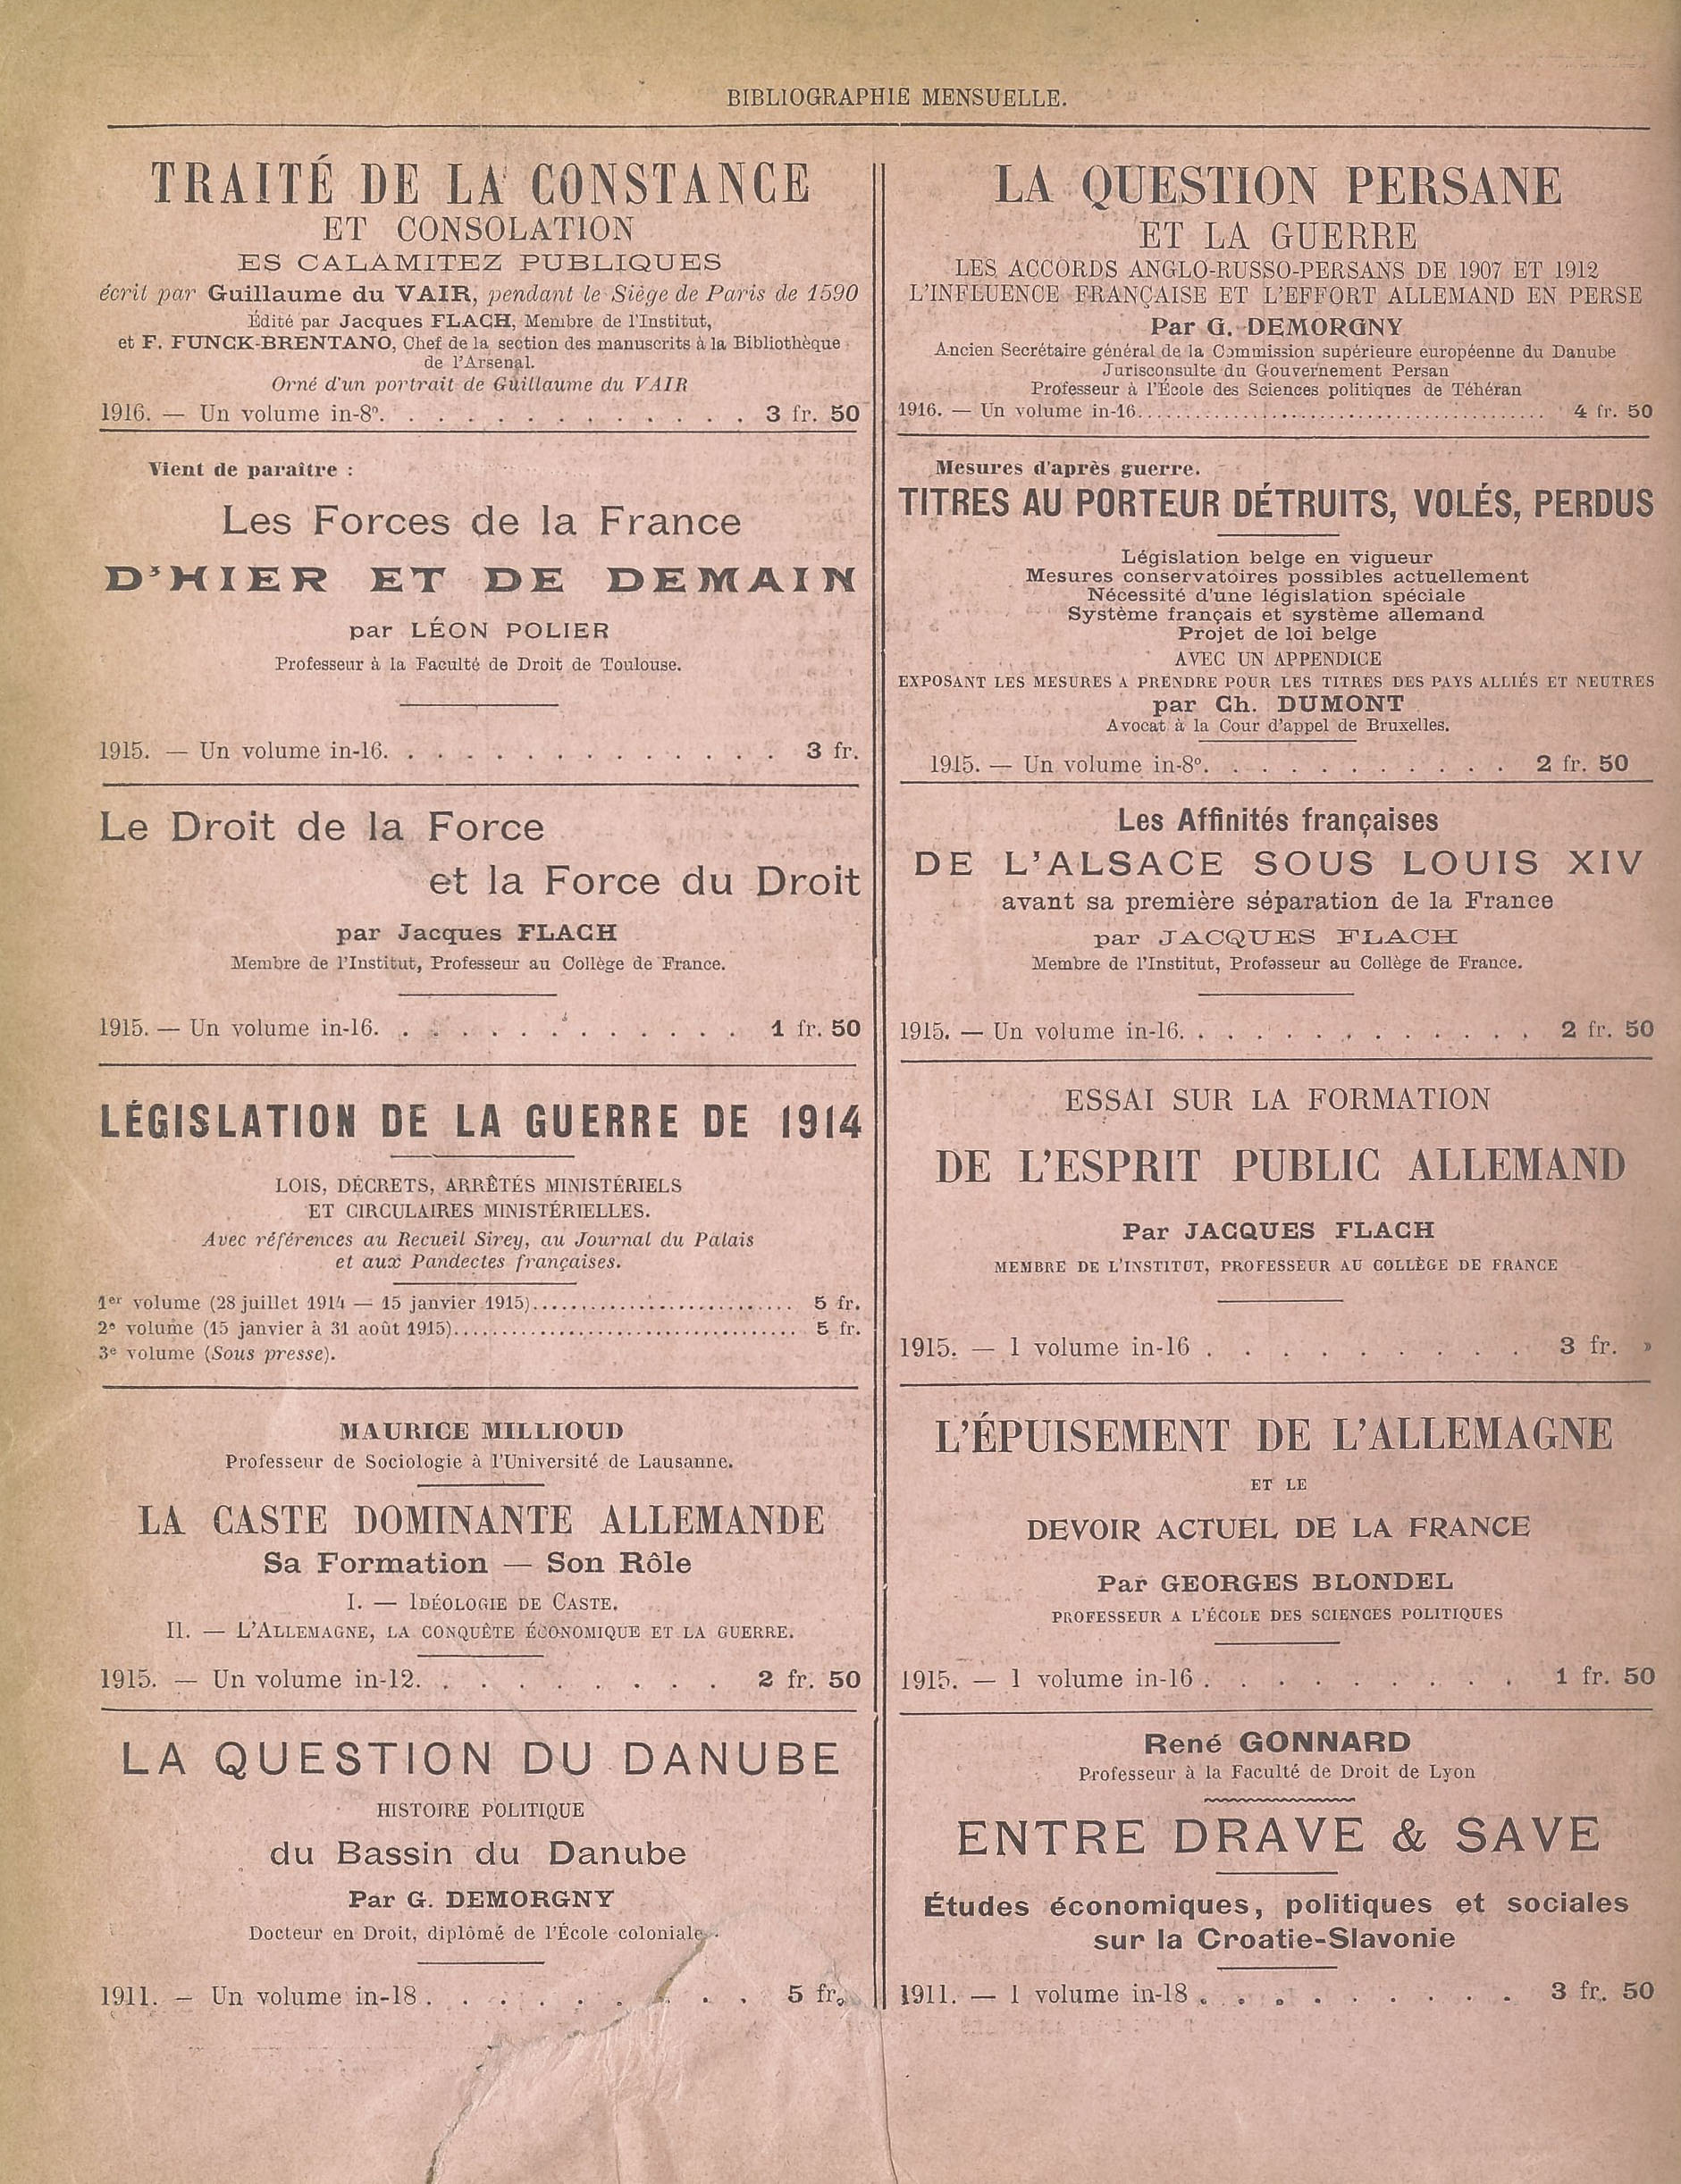 BIBLIOGRAPHIE MENSUELLE.
TRAITÉ DE LA CONSTANCE
ET CONSOLATION
ES CALAMITEZ PUBLIQUES
écrit par Guillaume du VAIR, pendant le Siège de Paris de 1590
Édité par Jacques FLACH, Membre de l'Institut,
et F. FUNCK-BRENTANO, Chef de la section des manuscrits à la Bibliothèque
de l'Arsenal.
Orné d'un portrait de Guillaume du VAIR
1916. — Un volume in-8°. . . . . . . . . . . . . . 3 fr. 50
Vient de paraître :
Les Forces de la France
D'HIER ET DE DEMAIN
par LÉON POLIER
Professeur à la Faculté de Droit de Toulouse.
1915. — Un volume in-16. . . . . . . . . . . . . . 3 fr.
Le Droit de la Force
et la Force du Droit
par Jacques FLACH
Membre de l'Institut, Professeur au Collège de France.
1915. — Un volume in-16. . . . . . . . . . . . . 1 fr. 50
LÉGISLATION DE LA GUERRE DE 1914
LOIS, DÉCRETS, ARRÊTÉS MINISTÉRIELS
ET CIRCULAIRES MINISTÉRIELLES.
Avec références au Recueil Sirey, au Journal du Palais
et aux Pandectes françaises.
1er volume (28 juillet 1914 — 15 janvier 1915)........................... 5 fr.
2e volume (15 janvier à 31 août 1915)................................... 5 fr.
3e volume (Sous presse).
MAURICE MILLIOUD
Professeur de Sociologie à l'Université de Lausanne.
LA CASTE DOMINANTE ALLEMANDE
Sa Formation — Son Rôle
I. — IDÉOLOGIE DE CASTE.
II. — L'ALLEMAGNE, LA CONQUÊTE ÉCONOMIQUE ET LA GUERRE.
1915. — Un volume in-12. . . . . . . . . 2 fr. 50
LA QUESTION DU DANUBE
HISTOIRE POLITIQUE
du Bassin du Danube
Par G. DEMORGNY
Docteur en Droit, diplômé de l'École coloniale.
1911. — Un volume in-18 . . . . . . . . . 5 fr.
LA QUESTION PERSANE
ET LA GUERRE
LES ACCORDS ANGLO-RUSSO-PERSANS DE 1907 ET 1912
L'INFLUENCE FRANÇAISE ET L'EFFORT ALLEMAND EN PERSE
Par G. DEMORGNY
Ancien Secrétaire général de la Commission supérieure européenne du Danube
Jurisconsulte du Gouvernement Persan
Professeur à l'École des Sciences politiques de Téhéran
1916. — Un volume in-16.......................................... 4 fr. 50
Mesures d'après guerre.
TITRES AU PORTEUR DÉTRUITS, VOLÉS, PERDUS
Législation belge en vigueur
Mesures conservatoires possibles actuellement
Nécessité d'une législation spéciale
Système français et système allemand
Projet de loi belge
AVEC UN APPENDICE
EXPOSANT LES MESURES A PRENDRE POUR LES TITRES DES PAYS ALLIÉS ET NEUTRES
par Ch. DUMONT
Avocat à la Cour d'appel de Bruxelles.
1915. — Un volume in-8°. . . . . . . . . . . 2 fr. 50
Les Affinités françaises
DE L'ALSACE SOUS LOUIS XIV
avant sa première séparation de la France
par JACQUES FLACH
Membre de l'Institut, Professeur au Collège de France.
1915. — Un volume in-16. . . . . . . . . . . . . 2 fr. 50
ESSAI SUR LA FORMATION
DE L'ESPRIT PUBLIC ALLEMAND
Par JACQUES FLACH
MEMBRE DE L'INSTITUT, PROFESSEUR AU COLLÈGE DE FRANCE
1915. — 1 volume in-16 . . . . . . . . . 3 fr. »
L'ÉPUISEMENT DE L'ALLEMAGNE
ET LE
DEVOIR ACTUEL DE LA FRANCE
Par GEORGES BLONDEL
PROFESSEUR A L'ÉCOLE DES SCIENCES POLITIQUES
1915. — 1 volume in-16 . . . . . . . . . 1 fr. 50
René GONNARD
Professeur à la Faculté de Droit de Lyon
ENTRE DRAVE & SAVE
Études économiques, politiques et sociales
sur la Croatie-Slavonie
1911. — 1 volume in-18 . . . . . . . . . 3 fr. 50